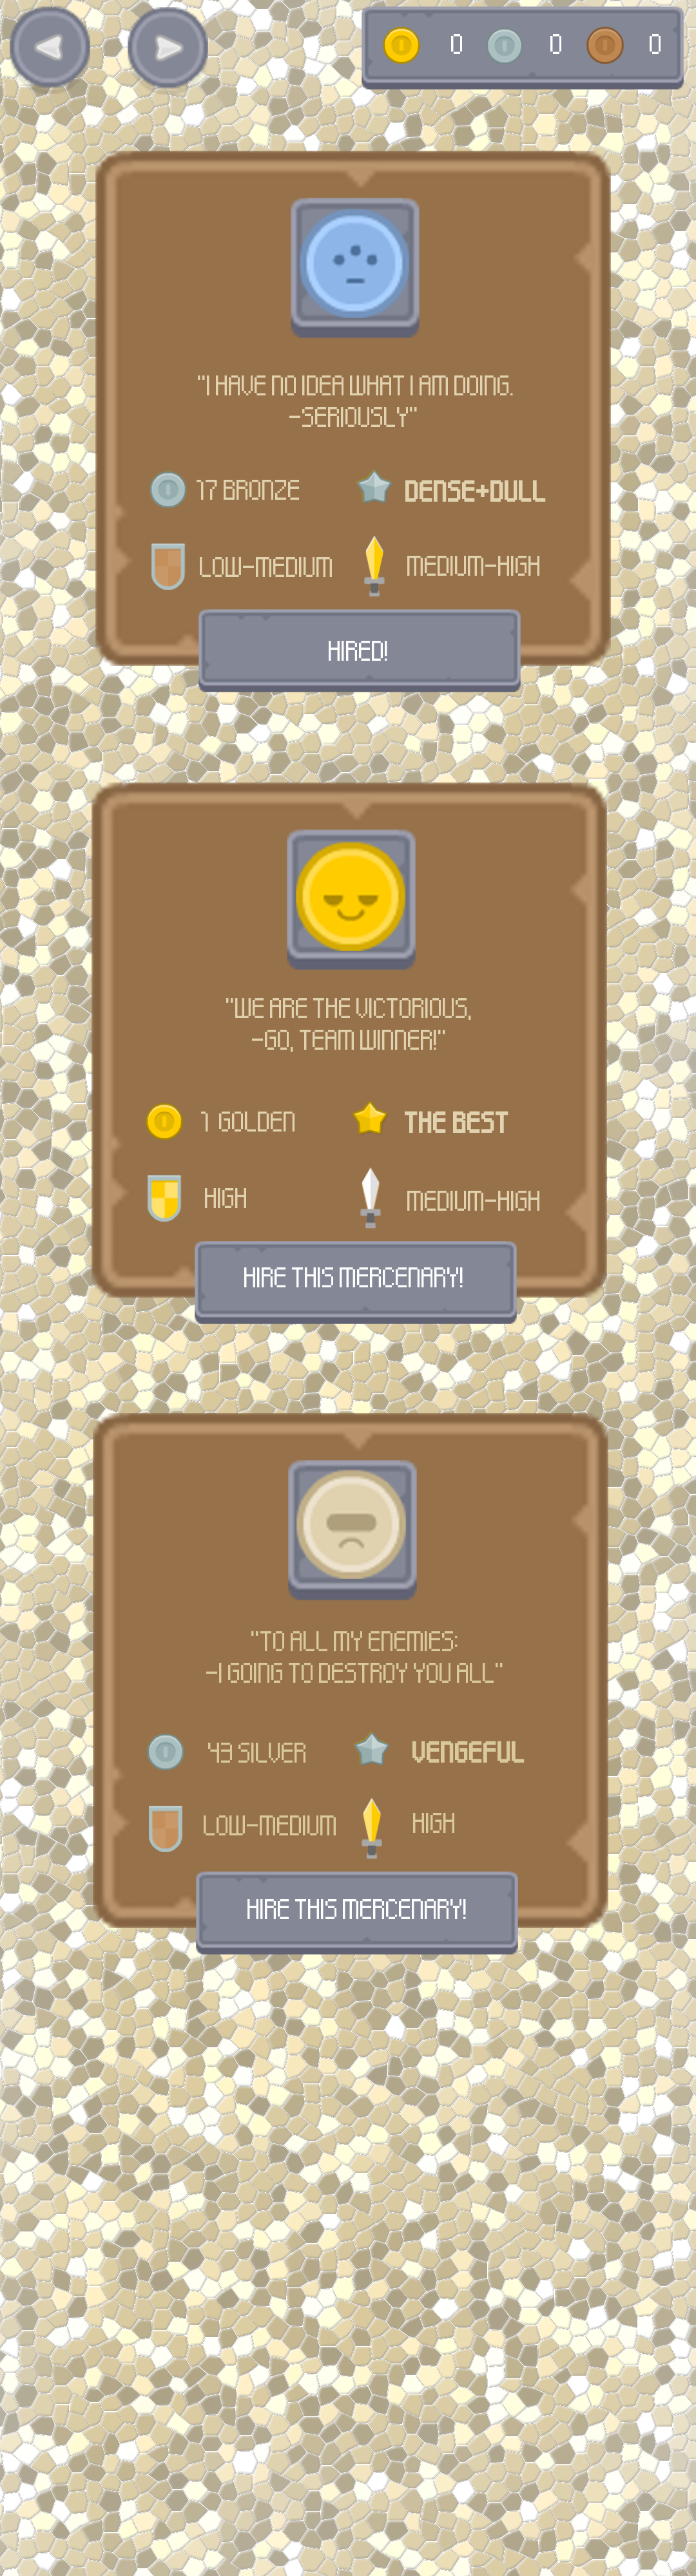 0 0 0
"I HAVE NO IDEA WHAT I AM DOING.
-SERIOUSLY"
17 BRONZE DENSE+DULL
LOW-MEDIUM MEDIUM-HIGH
HIRED!
"WE ARE THE VICTORIOUS,
-GO, TEAM WINNER!"
1 GOLDEN THE BEST
HIGH MEDIUM-HIGH
HIRE THIS MERCENARY!
"TO ALL MY ENEMIES:
-I GOING TO DESTROY YOU ALL"
43 SILVER VENGEFUL
LOW-MEDIUM HIGH
HIRE THIS MERCENARY!